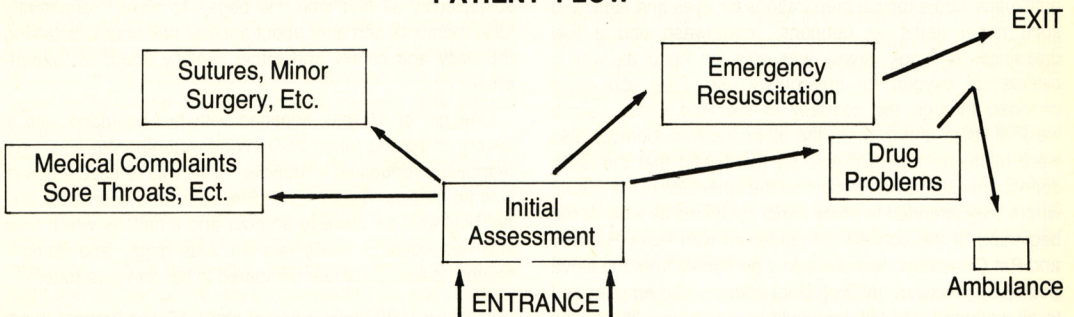 PATIENT FLOW
EXIT
Sutures, Minor
Surgery, Etc.
Emergency
Resuscitation
Medical Complaints
Sore Throats, Ect.
Drug
Problems
Initial
Assessment
Ambulance
ENTRANCE